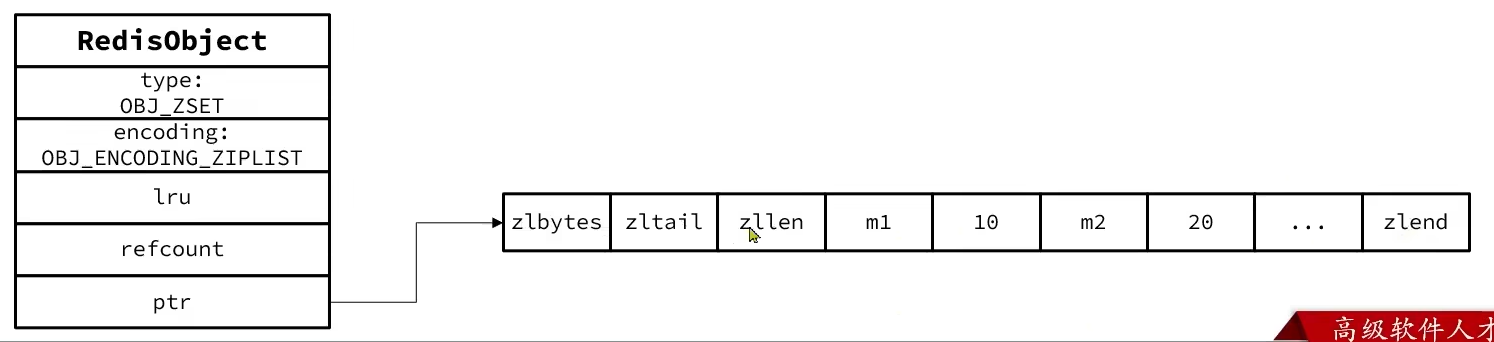 RedisObject
type:
OBJ_ZSET
encoding:
OBJ_ENCODING_ZIPLIST
lru
refcount
ptr
zlbytes zltail zllen m1 10 m2 20 ... zlend
高级软件人才